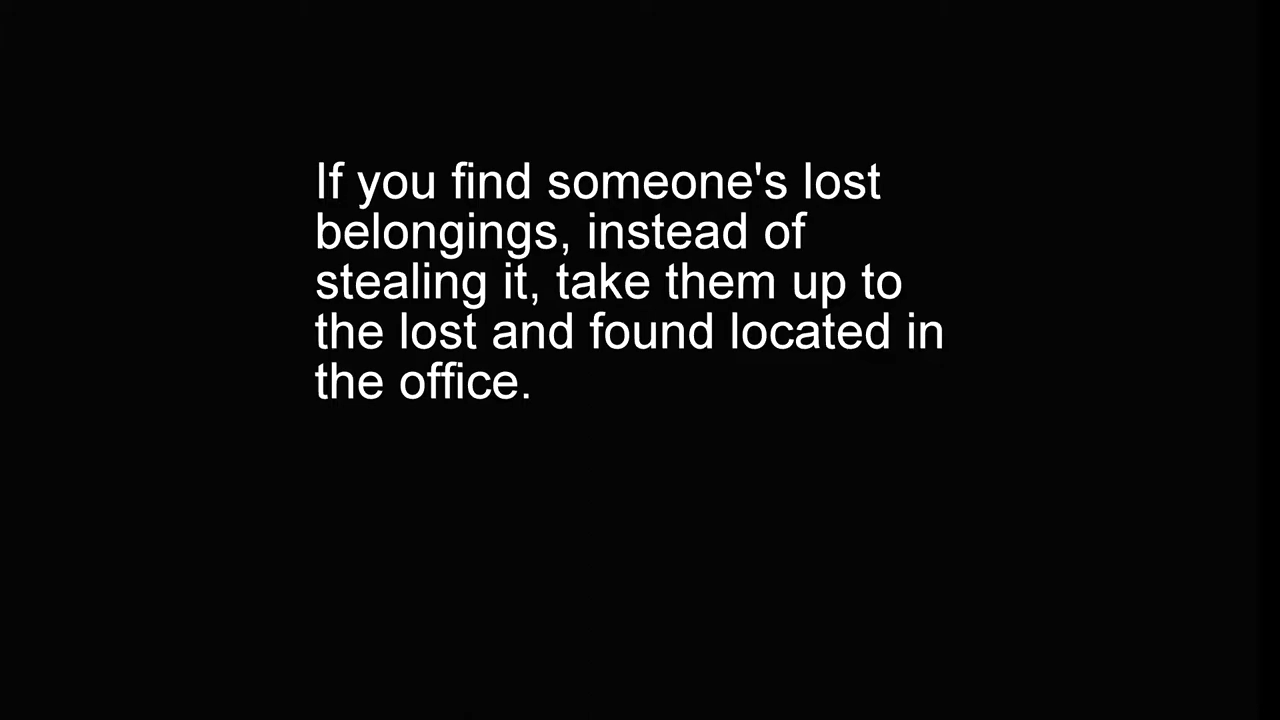 If you find someone's lost
belongings, instead of
stealing it, take them up to
the lost and found located in
the office.